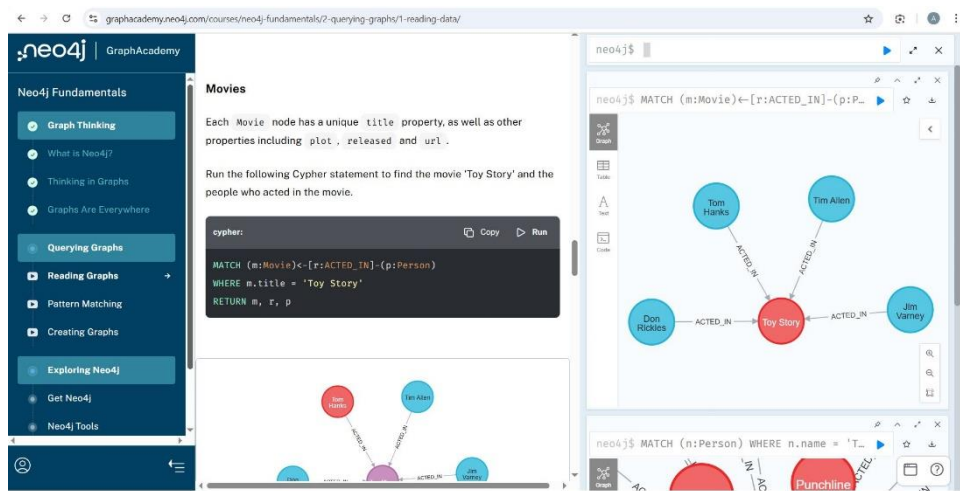 graphacademy.neo4j.com/courses/neo4j-fundamentals/2-querying-graphs/1-reading-data/
A
neo4j | GraphAcademy
Neo4j Fundamentals
Graph Thinking
What is Neo4j?
Thinking in Graphs
Graphs Are Everywhere
Querying Graphs
Reading Graphs
Pattern Matching
Creating Graphs
Exploring Neo4j
Get Neo4j
Neo4j Tools
Movies
Each Movie node has a unique title property, as well as other
properties including plot, released and url.
Run the following Cypher statement to find the movie 'Toy Story' and the
people who acted in the movie.
cypher: Copy Run
MATCH (m:Movie)<-[r:ACTED_IN]-(p:Person)
WHERE m.title = 'Toy Story'
RETURN m, r, p
Tom
Hanks
Tim Allen
ACTED_IN
ACTED_IN
Jim
ACTED_IN
neo4j$
neo4j$ MATCH (m:Movie)<-[r:ACTED_IN]-(p:P…
Graph
Table
Text
Code
Tom
Hanks
Tim Allen
ACTED_IN
ACTED_IN
Don
Rickles
ACTED_IN
Toy Story
ACTED_IN
Jim
Varney
neo4j$ MATCH (n:Person) WHERE n.name = 'T…
Graph
Punchline